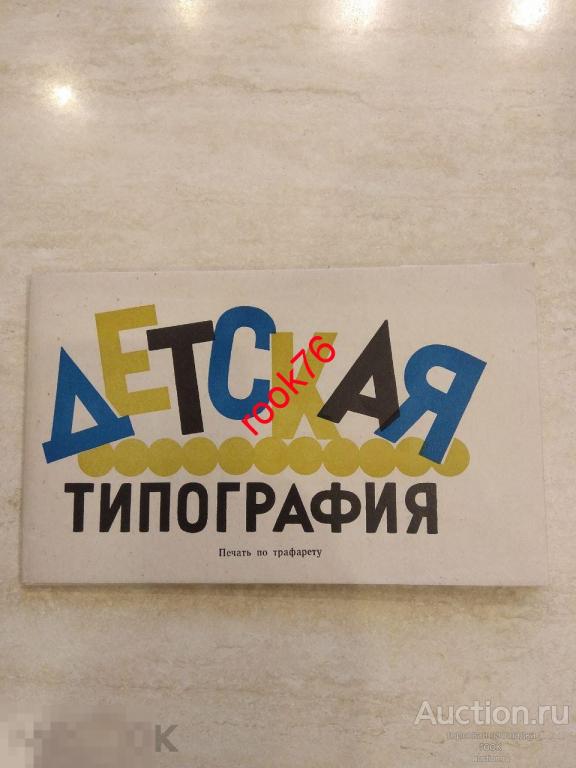 ДЕТСКАЯ
rook76
ТИПОГРАФИЯ
Печать по трафарету
Auction.ru